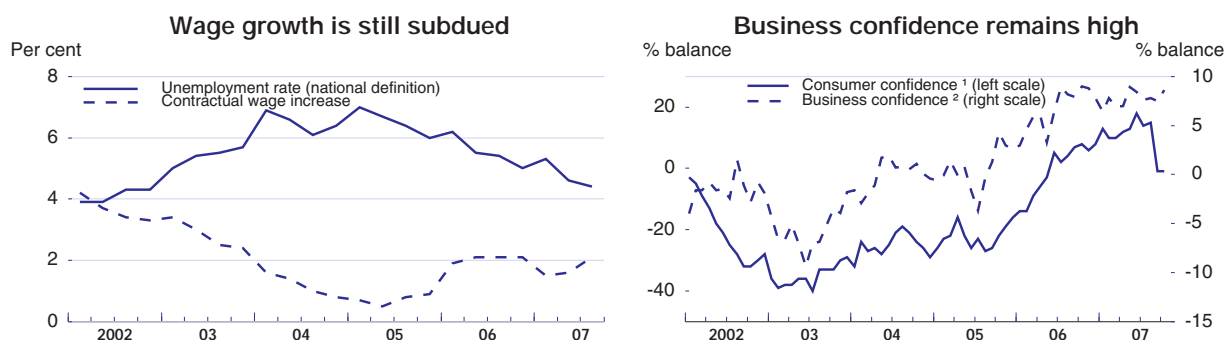 Wage growth is still subdued
Per cent
Unemployment rate (national definition)
Contractual wage increase
8
6
4
2
0
2002 03 04 05 06 07
Business confidence remains high
% balance % balance
Consumer confidence ¹ (left scale)
Business confidence ² (right scale)
20
0
-20
-40
10
5
0
-5
-10
-15
2002 03 04 05 06 07